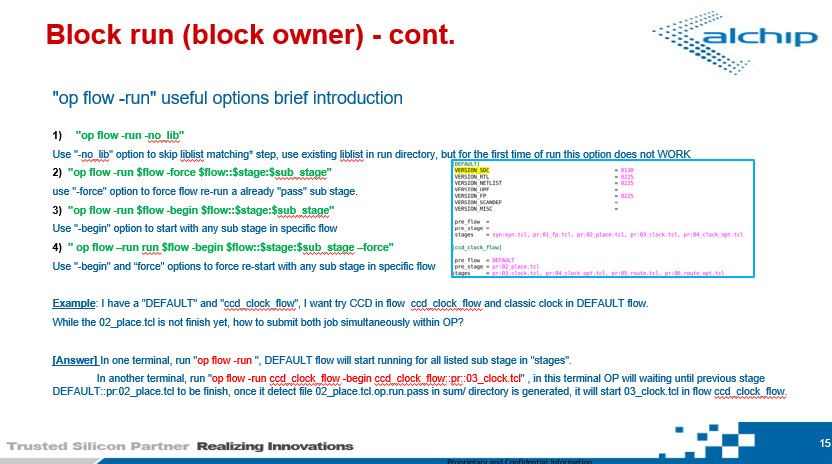 Block run (block owner) - cont.
alchip
"op flow -run" useful options brief introduction
1) "op flow -run -no_lib"
Use "-no_lib" option to skip liblist matching* step, use existing liblist in run directory, but for the first time of run this option does not WORK
2) "op flow -run $flow -force $flow::$stage:$sub_stage"
use "-force" option to force flow re-run a already "pass" sub stage.
3) "op flow -run $flow -begin $flow::$stage:$sub_stage"
Use "-begin" option to start with any sub stage in specific flow
4) " op flow –run run $flow -begin $flow::$stage:$sub_stage –force"
Use "-begin" and “force” options to force re-start with any sub stage in specific flow
DEFAULT]
VERSION_SDC = 0130
VERSION_RTL = 0225
VERSION_NETLIST = 0225
VERSION_UPF =
VERSION_FP = 0225
VERSION_SCANDEF =
VERSION_MISC =
pre_flow =
pre_stage =
stages = syn:syn.tcl, pr:01_fp.tcl, pr:02_place.tcl, pr:03_clock.tcl, pr:04_clock_opt.tcl
[ccd_clock_flow]
pre_flow = DEFAULT
pre_stage = pr:02_place.tcl
stages = pr:03_clock.tcl, pr:04_clock_opt.tcl, pr:05_route.tcl, pr:06_route_opt.tcl
Example: I have a "DEFAULT" and "ccd_clock_flow", I want try CCD in flow ccd_clock_flow and classic clock in DEFAULT flow.
While the 02_place.tcl is not finish yet, how to submit both job simultaneously within OP?
[Answer] In one terminal, run "op flow -run ", DEFAULT flow will start running for all listed sub stage in "stages".
In another terminal, run "op flow -run ccd_clock_flow -begin ccd_clock_flow::pr::03_clock.tcl" , in this terminal OP will waiting until previous stage
DEFAULT::pr:02_place.tcl to be finish, once it detect file 02_place.tcl.op.run.pass in sum/ directory is generated, it will start 03_clock.tcl in flow ccd_clock_flow.
Trusted Silicon Partner Realizing Innovations
Proprietary and Confidential Information
15